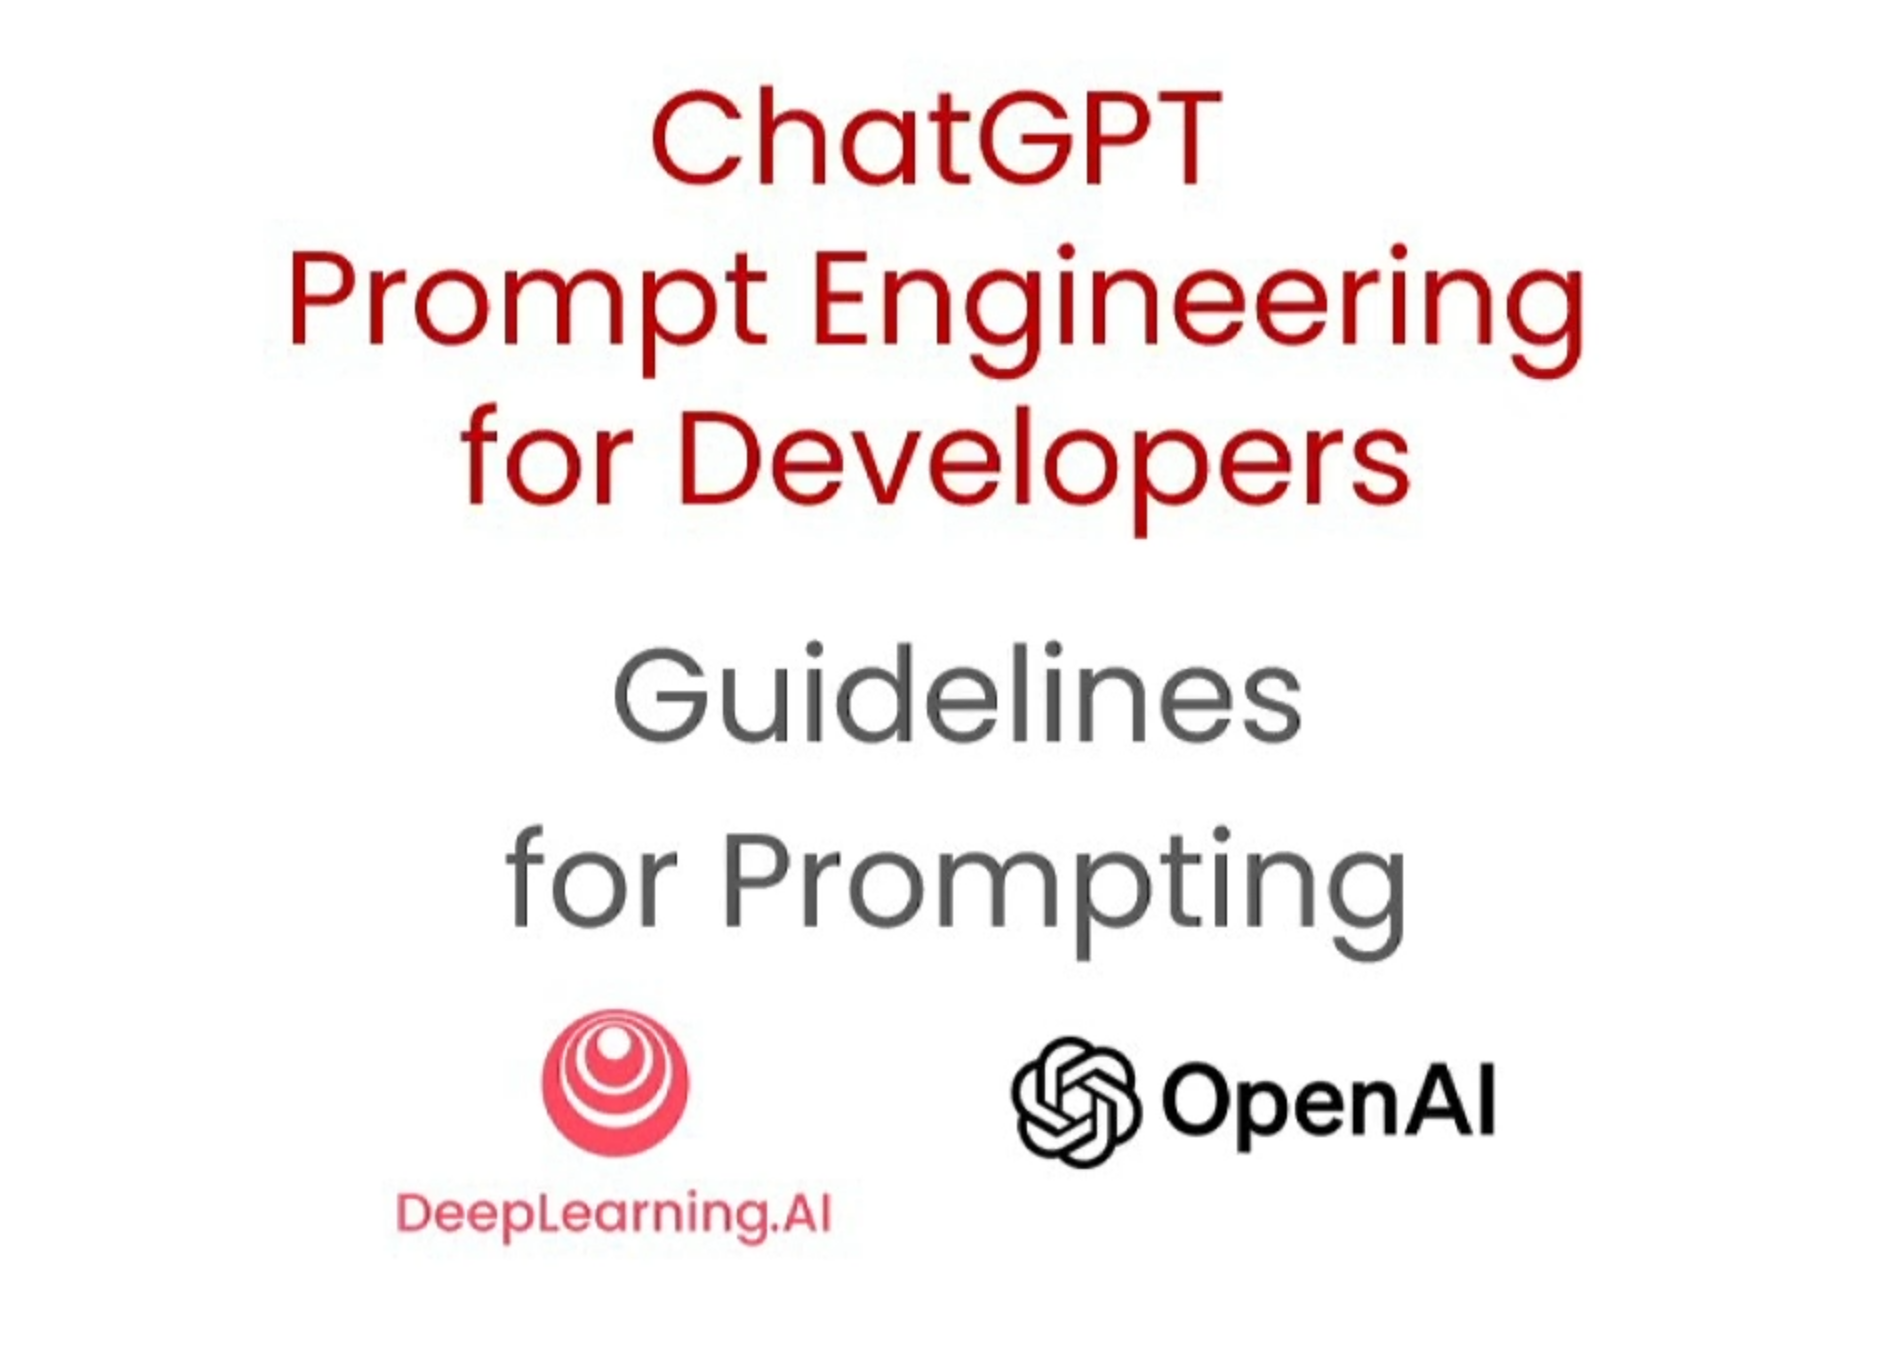 ChatGPT
Prompt Engineering
for Developers
Guidelines
for Prompting
DeepLearning.AI
OpenAI